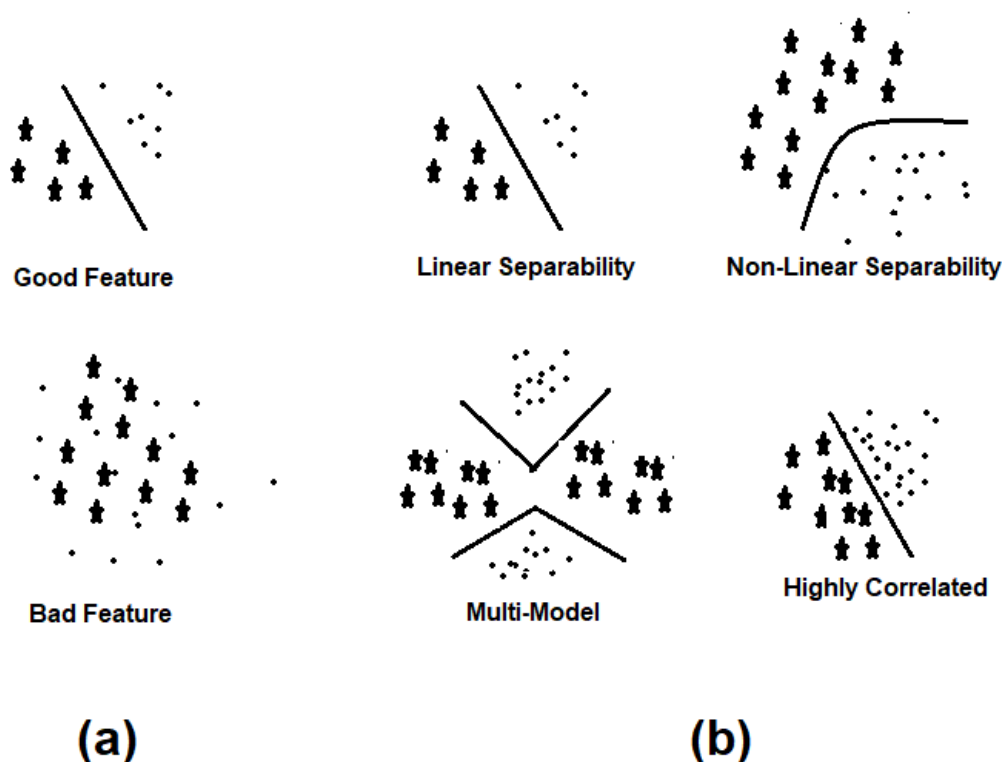 Good Feature
Linear Separability
Non-Linear Separability
Bad Feature
Multi-Model
Highly Correlated
(a)
(b)